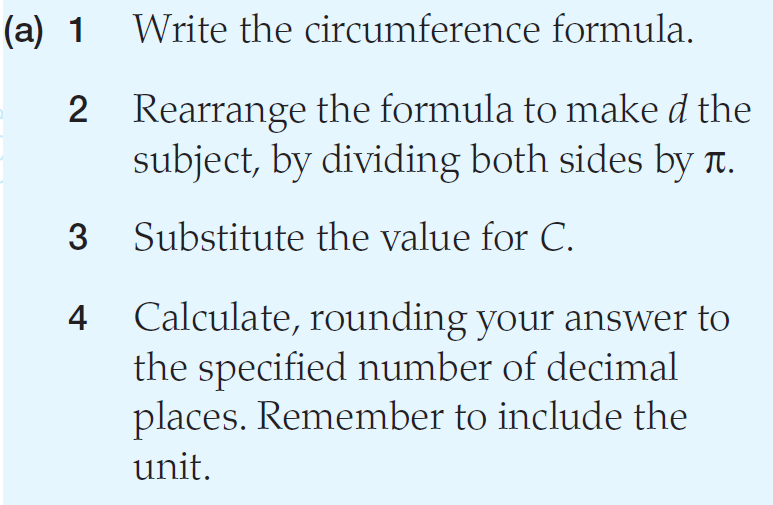 (a) 1 Write the circumference formula.
2 Rearrange the formula to make d the
subject, by dividing both sides by π.
3 Substitute the value for C.
4 Calculate, rounding your answer to
the specified number of decimal
places. Remember to include the
unit.